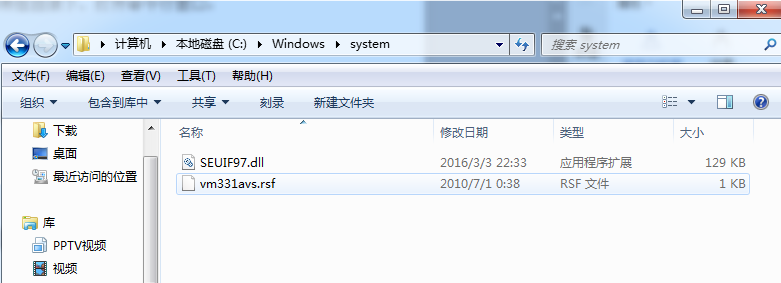 计算机 本地磁盘 (C:) Windows system 搜索 system
文件(F) 编辑(E) 查看(V) 工具(T) 帮助(H)
组织 包含到库中 共享 刻录 新建文件夹
名称 修改日期 类型 大小
下载
桌面
最近访问的位置
库
PPTV视频
视频
SEUIF97.dll 2016/3/3 22:33 应用程序扩展 129 KB
vm331avs.rsf 2010/7/1 0:38 RSF 文件 1 KB